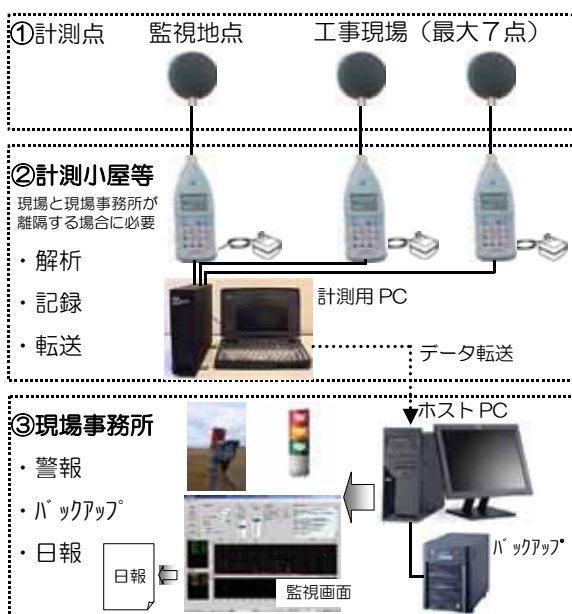 ①計測点 監視地点 工事現場（最大７点）
②計測小屋等
現場と現場事務所が
離隔する場合に必要
・解析
・記録
・転送
計測用 PC
データ転送
③現場事務所
ホスト PC
・警報
・ﾊﾞｯｸｱｯﾌﾟ
・日報
日報
監視画面
ﾊﾞｯｸｱｯﾌﾟ